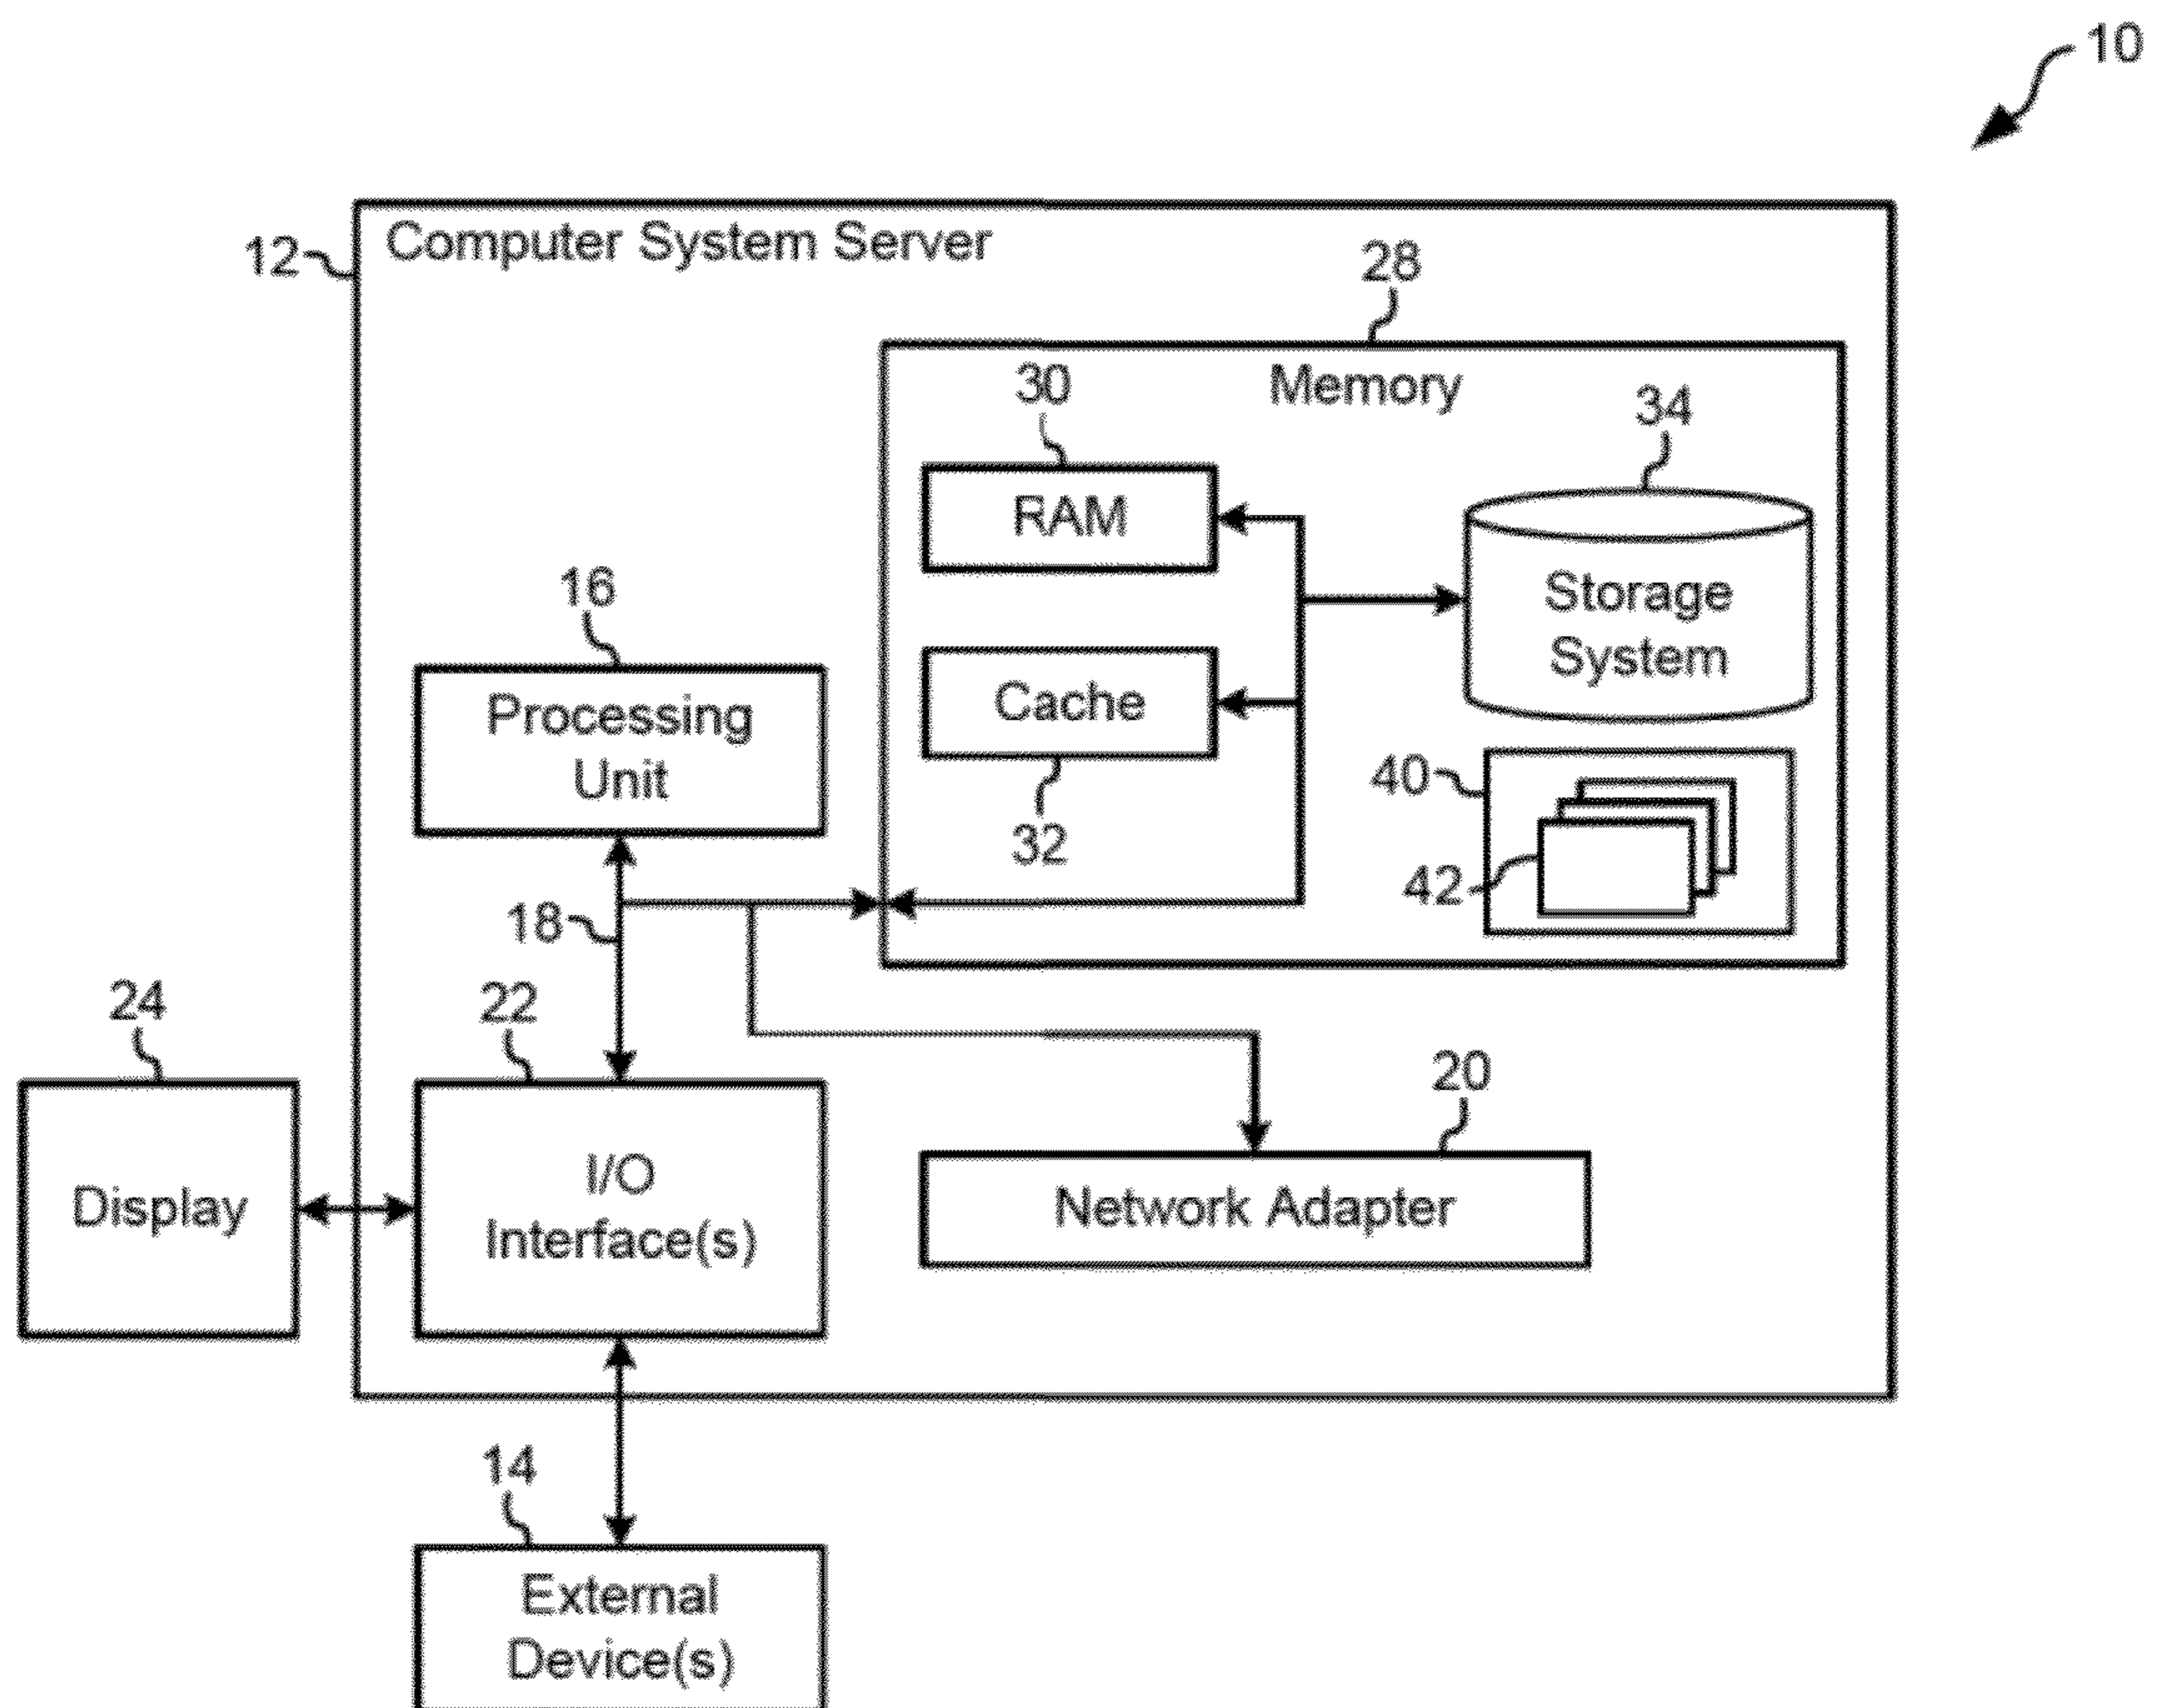 10
12
Computer System Server
28
30
Memory
34
RAM
16
Storage
System
Processing
Unit
Cache
40
32
42
18
24
22
20
Display
I/O
Interface(s)
Network Adapter
14
External
Device(s)